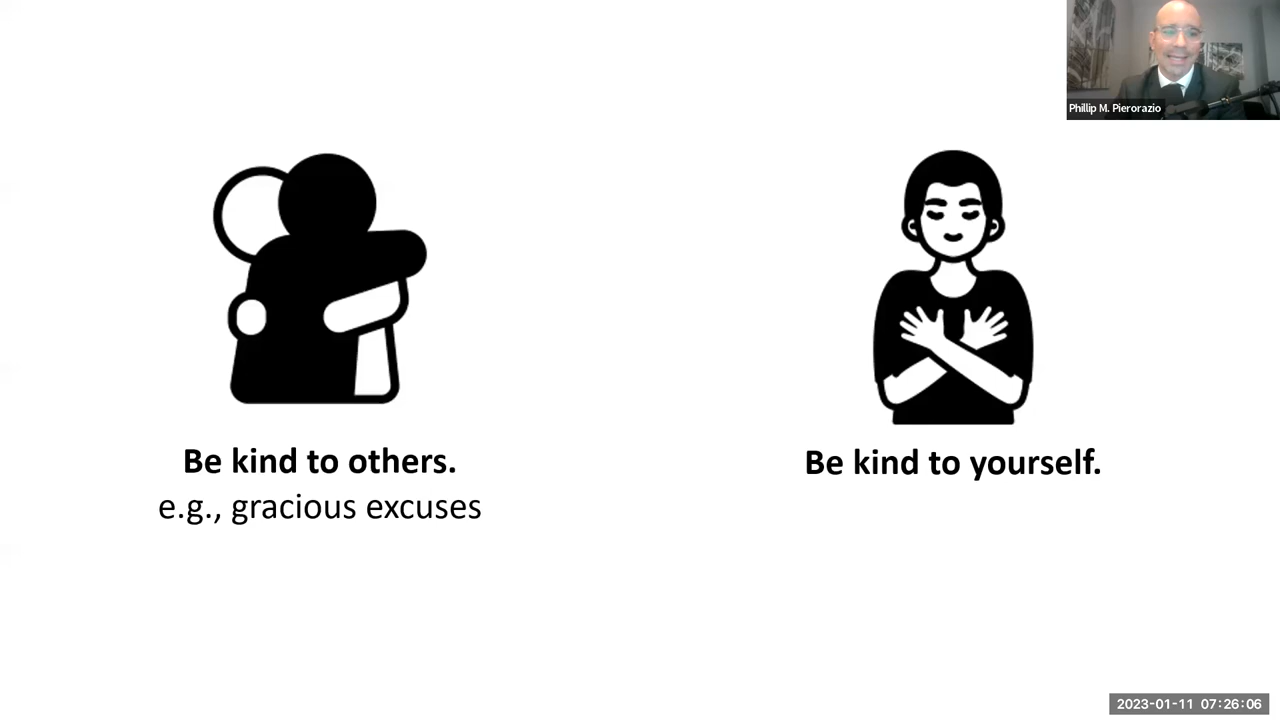 Phillip M. Pierorazio
Be kind to others.
e.g., gracious excuses
Be kind to yourself.
2023-01-11 07:26:06